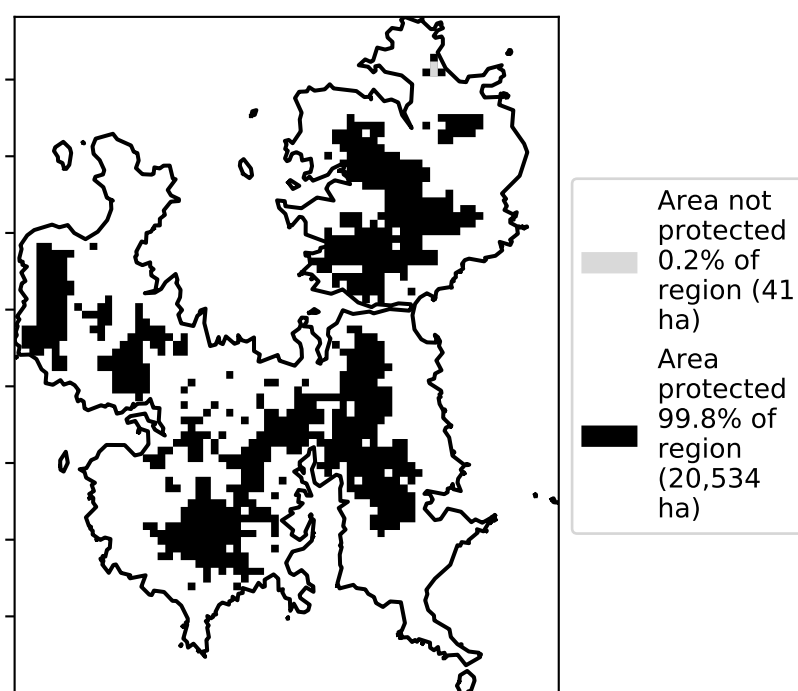 Area not
protected
0.2% of
region (41
ha)
Area
protected
99.8% of
region
(20,534
ha)